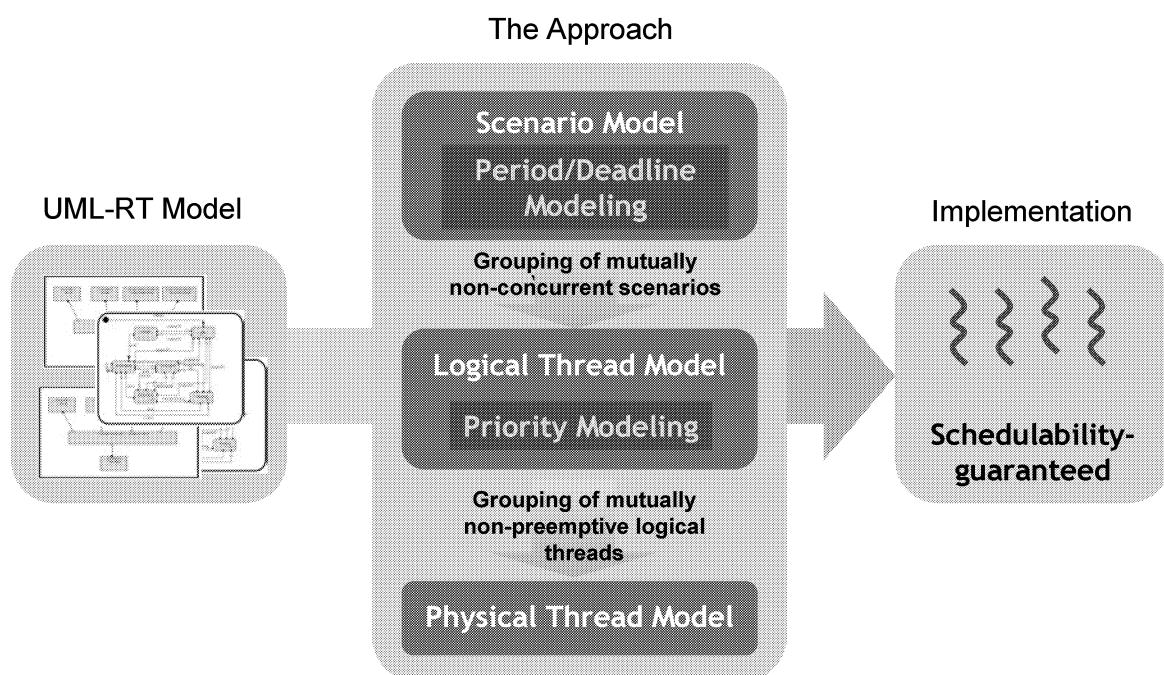 The Approach
Scenario Model
Period/Deadline
Modeling
UML-RT Model
Implementation
Grouping of mutually
non-concurrent scenarios
Logical Thread Model
Priority Modeling
Schedulability-
guaranteed
Grouping of mutually
non-preemptive logical
threads
Physical Thread Model